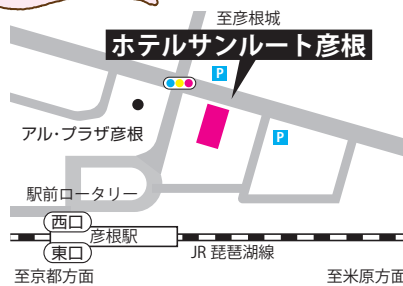 至彦根城
ホテルサンルート彦根
P
アル・プラザ彦根
P
駅前ロータリー
西口
彦根駅
東口
JR 琵琶湖線
至京都方面
至米原方面